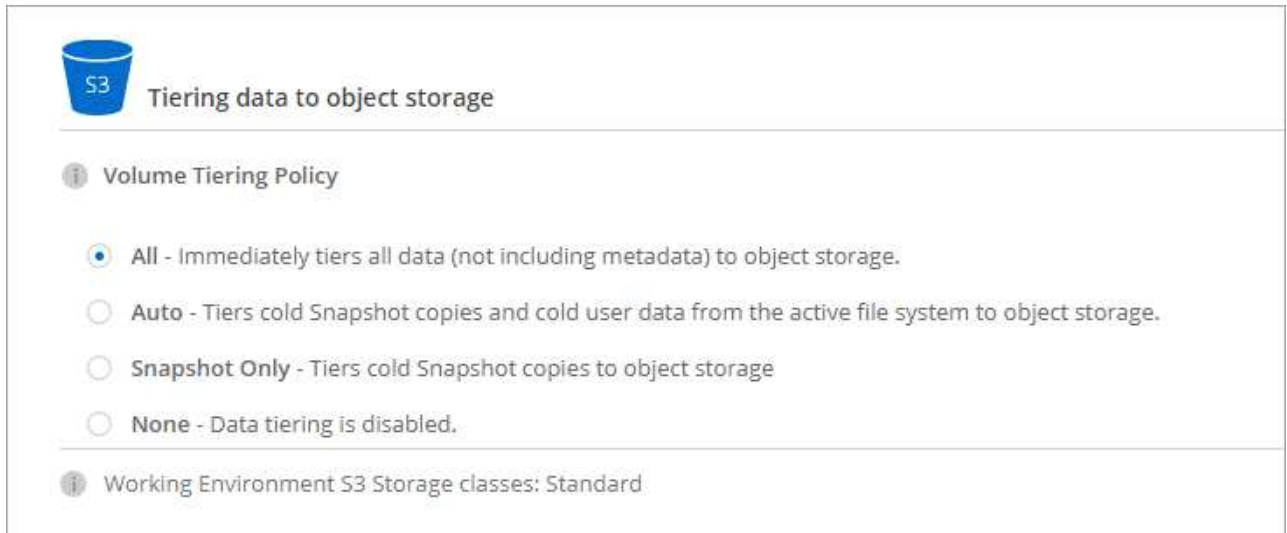 S3
Tiering data to object storage
i Volume Tiering Policy
All - Immediately tiers all data (not including metadata) to object storage.
Auto - Tiers cold Snapshot copies and cold user data from the active file system to object storage.
Snapshot Only - Tiers cold Snapshot copies to object storage
None - Data tiering is disabled.
i Working Environment S3 Storage classes: Standard